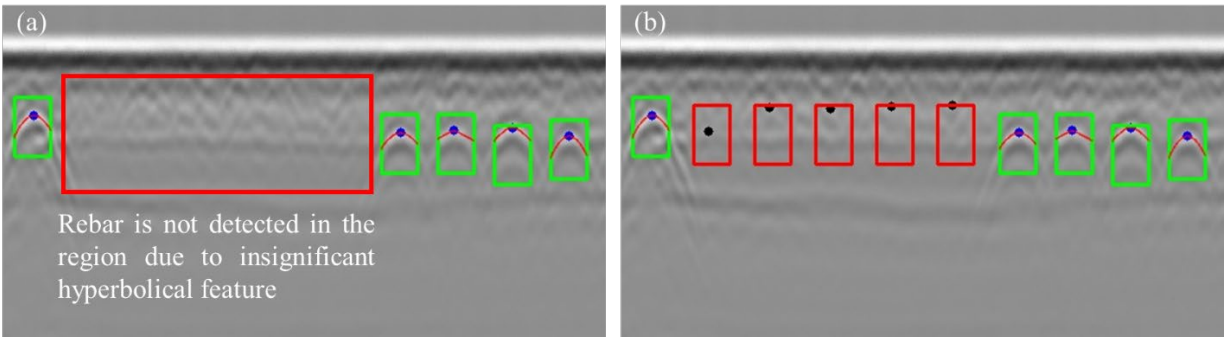 (a)
Rebar is not detected in the
region due to insignificant
hyperbolical feature
(b)